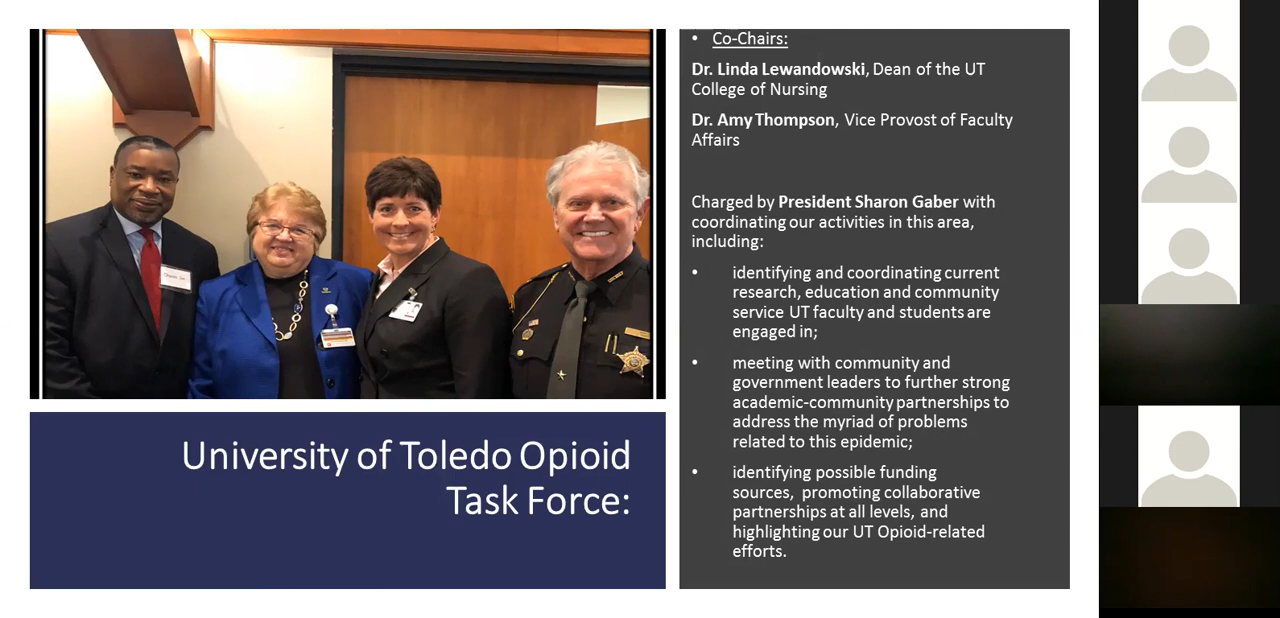 University of Toledo Opioid
Task Force:
• Co-Chairs:
Dr. Linda Lewandowski, Dean of the UT
College of Nursing
Dr. Amy Thompson, Vice Provost of Faculty
Affairs
Charged by President Sharon Gaber with
coordinating our activities in this area,
including:
• identifying and coordinating current
research, education and community
service UT faculty and students are
engaged in;
• meeting with community and
government leaders to further strong
academic-community partnerships to
address the myriad of problems
related to this epidemic;
• identifying possible funding
sources, promoting collaborative
partnerships at all levels, and
highlighting our UT Opioid-related
efforts.